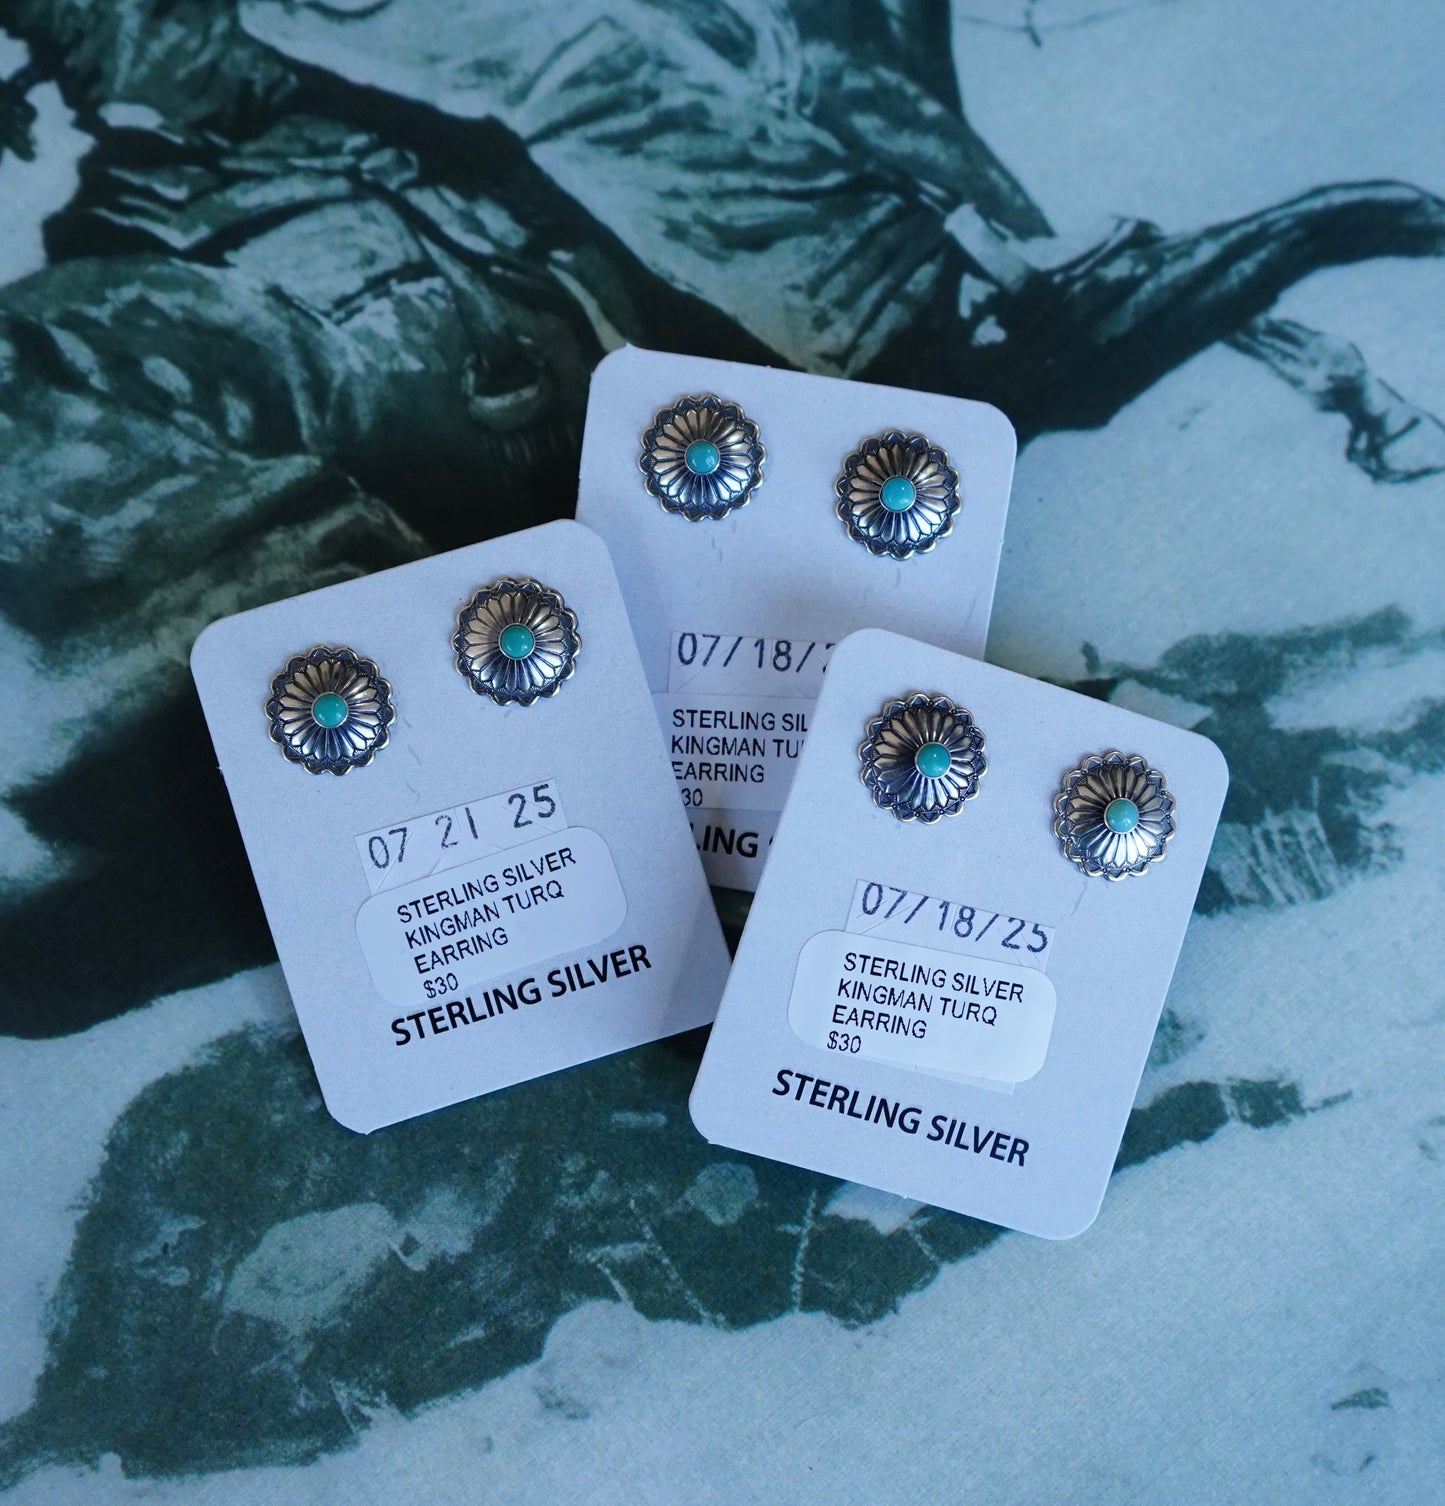 07/18/
STERLING SIL
KINGMAN TU
EARRING
30
LING
07 21 25
STERLING SILVER
KINGMAN TURQ
EARRING
$30
STERLING SILVER
07/18/25
STERLING SILVER
KINGMAN TURQ
EARRING
$30
STERLING SILVER